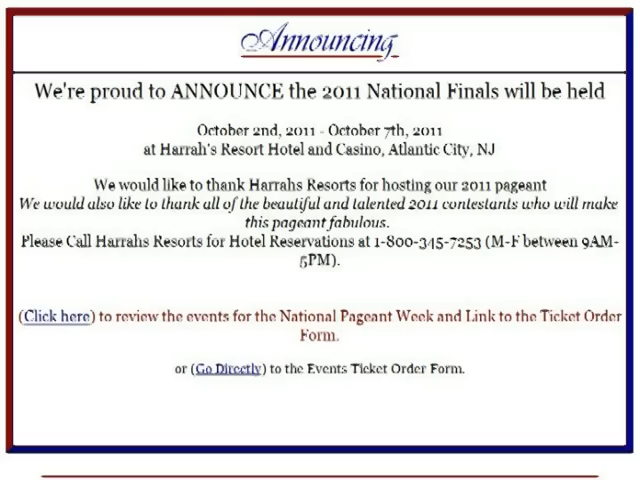 Announcing
We're proud to ANNOUNCE the 2011 National Finals will be held
October 2nd, 2011 - October 7th, 2011
at Harrah's Resort Hotel and Casino, Atlantic City, NJ
We would like to thank Harrahs Resorts for hosting our 2011 pageant
We would also like to thank all of the beautiful and talented 2011 contestants who will make
this pageant fabulous.
Please Call Harrahs Resorts for Hotel Reservations at 1-800-345-7253 (M-F between 9AM-
5PM).
(Click here) to review the events for the National Pageant Week and Link to the Ticket Order
Form.
or (Go Directly) to the Events Ticket Order Form.